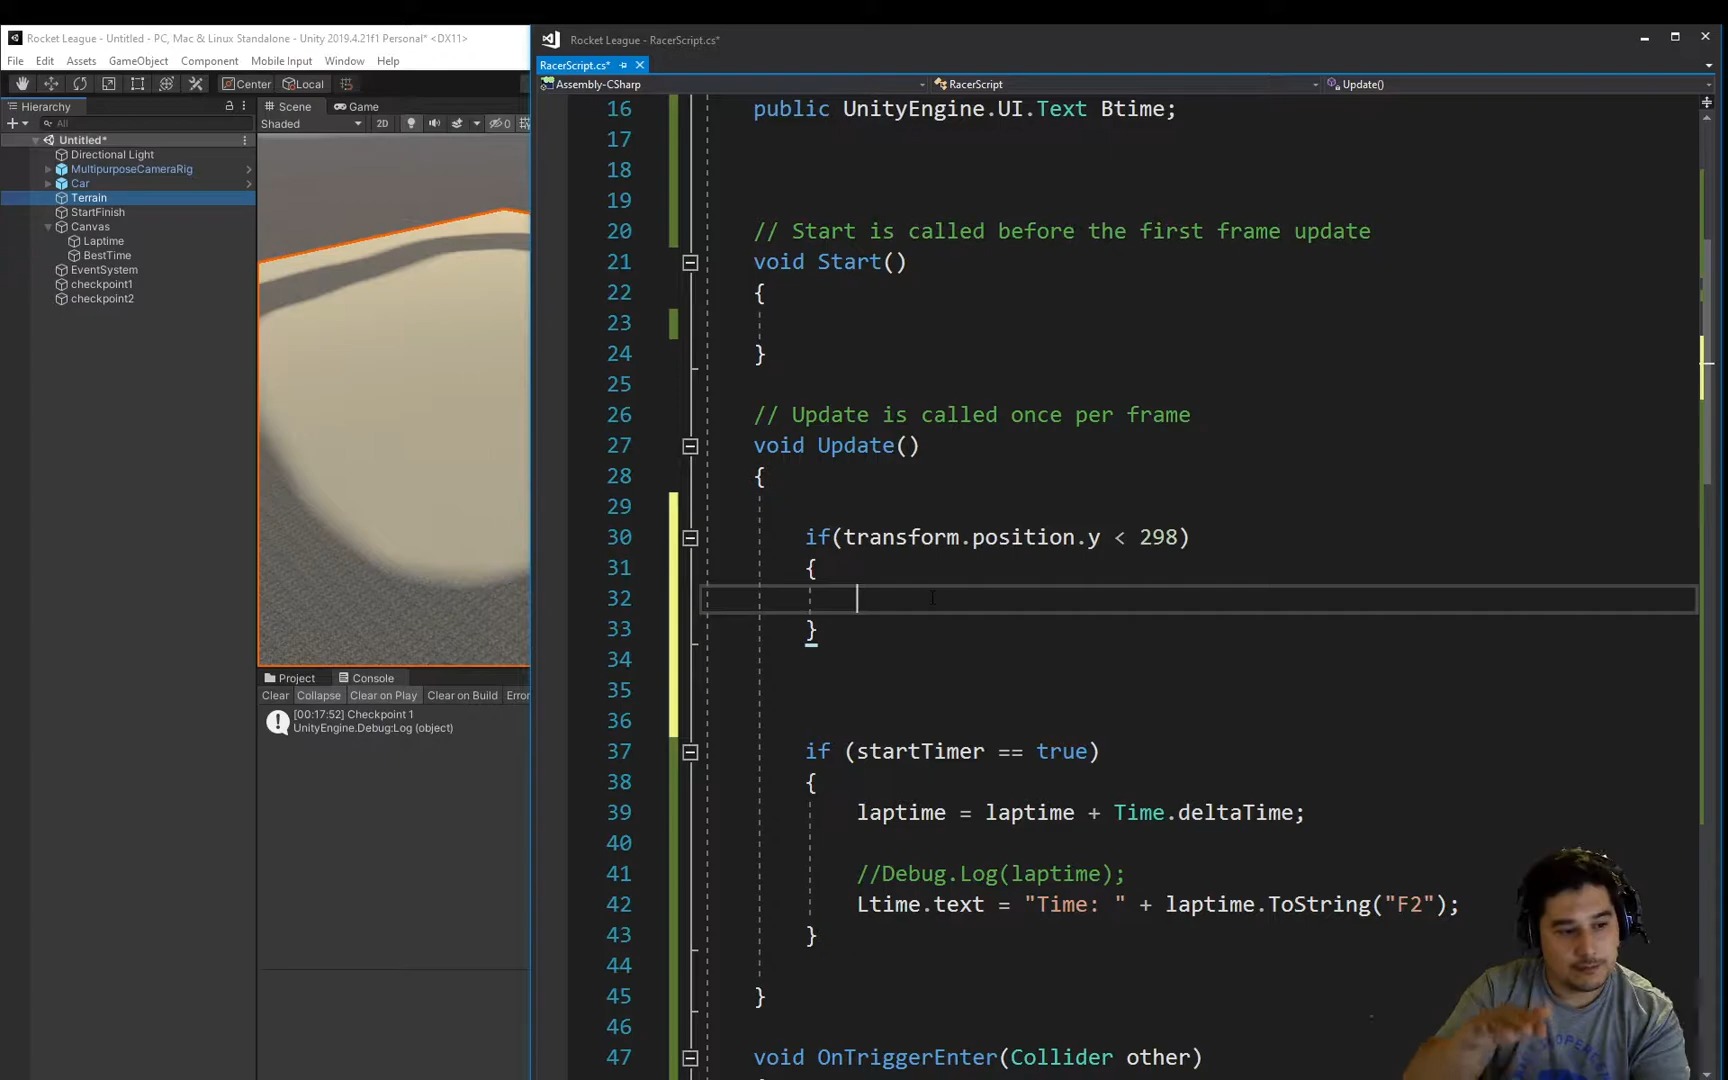 Rocket League - Untitled - PC, Mac & Linux Standalone - Unity 2019.4.21f1 Personal* <DX11>
File Edit Assets GameObject Component Mobile Input Window Help
Center Local
Hierarchy
All
Untitled*
Directional Light
MultipurposeCameraRig
Car
Terrain
StartFinish
Canvas
Laptime
BestTime
EventSystem
checkpoint1
checkpoint2
Scene Game
Shaded 2D 0
Project Console
Clear Collapse Clear on Play Clear on Build Error
[00:17:52] Checkpoint 1
UnityEngine.Debug:Log (object)
Rocket League - RacerScript.cs*
RacerScript.cs*
Assembly-CSharp RacerScript Update()
16 public UnityEngine.UI.Text Btime;
17
18
19
20 // Start is called before the first frame update
21 void Start()
22 {
23
24 }
25
26 // Update is called once per frame
27 void Update()
28 {
29
30 if(transform.position.y < 298)
31 {
32
33 }
34
35
36
37 if (startTimer == true)
38 {
39 laptime = laptime + Time.deltaTime;
40
41 //Debug.Log(laptime);
42 Ltime.text = "Time: " + laptime.ToString("F2");
43 }
44
45 }
46
47 void OnTriggerEnter(Collider other)